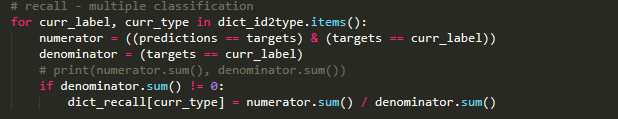 # recall - multiple classification
for curr_label, curr_type in dict_id2type.items():
    numerator = ((predictions == targets) & (targets == curr_label))
    denominator = (targets == curr_label)
    # print(numerator.sum(), denominator.sum())
    if denominator.sum() != 0:
        dict_recall[curr_type] = numerator.sum() / denominator.sum()